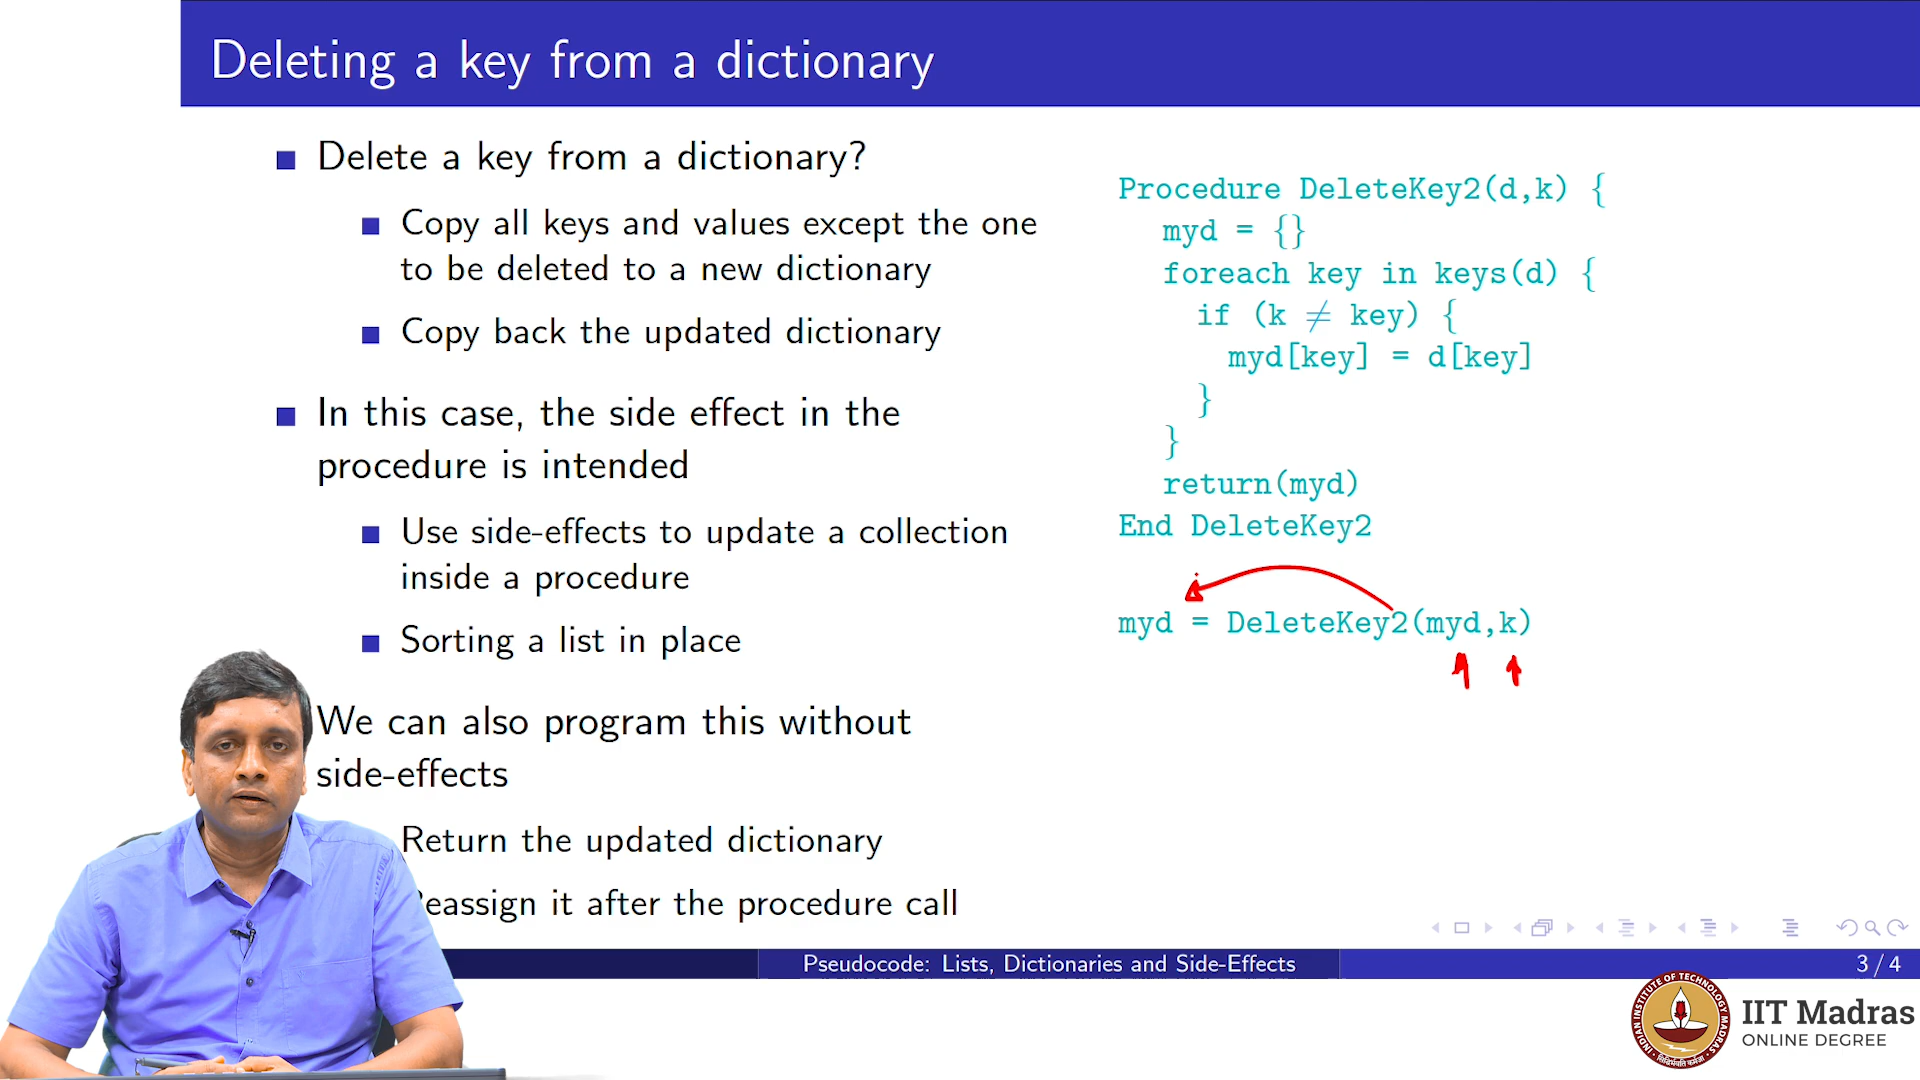 Deleting a key from a dictionary
Delete a key from a dictionary?
Copy all keys and values except the one
to be deleted to a new dictionary
Copy back the updated dictionary
In this case, the side effect in the
procedure is intended
Use side-effects to update a collection
inside a procedure
Sorting a list in place
We can also program this without
side-effects
Return the updated dictionary
eassign it after the procedure call
Procedure DeleteKey2(d,k) {
myd = {}
foreach key in keys(d) {
if (k ≠ key) {
myd[key] = d[key]
}
}
return(myd)
End DeleteKey2
myd = DeleteKey2(myd,k)
Pseudocode: Lists, Dictionaries and Side-Effects
3 / 4
INDIAN INSTITUTE OF TECHNOLOGY MADRAS
IIT Madras
ONLINE DEGREE